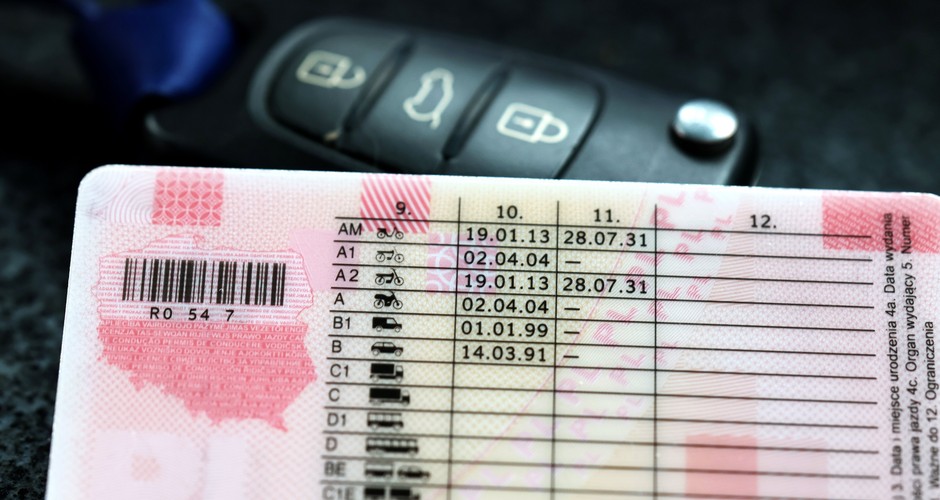 9. 10. 11. 12.
AM 19.01.13 28.07.31
A1 02.04.04 —
A2 19.01.13 28.07.31
A 02.04.04 —
B1 01.01.99 —
B 14.03.91 —
C1
C
D1
D
BE
C1E
R0 54 7
3. Data i miejsce urodzenia 4a. Data wydania
prawa jazdy 4c. Organ wydający 5. Numer
Ważne do 12. Ograniczenia